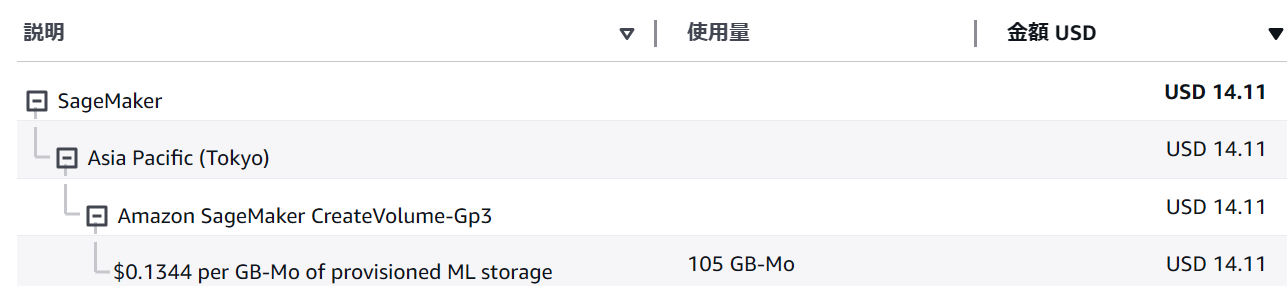 説明 使用量 金額 USD
SageMaker USD 14.11
Asia Pacific (Tokyo) USD 14.11
Amazon SageMaker CreateVolume-Gp3 USD 14.11
$0.1344 per GB-Mo of provisioned ML storage 105 GB-Mo USD 14.11